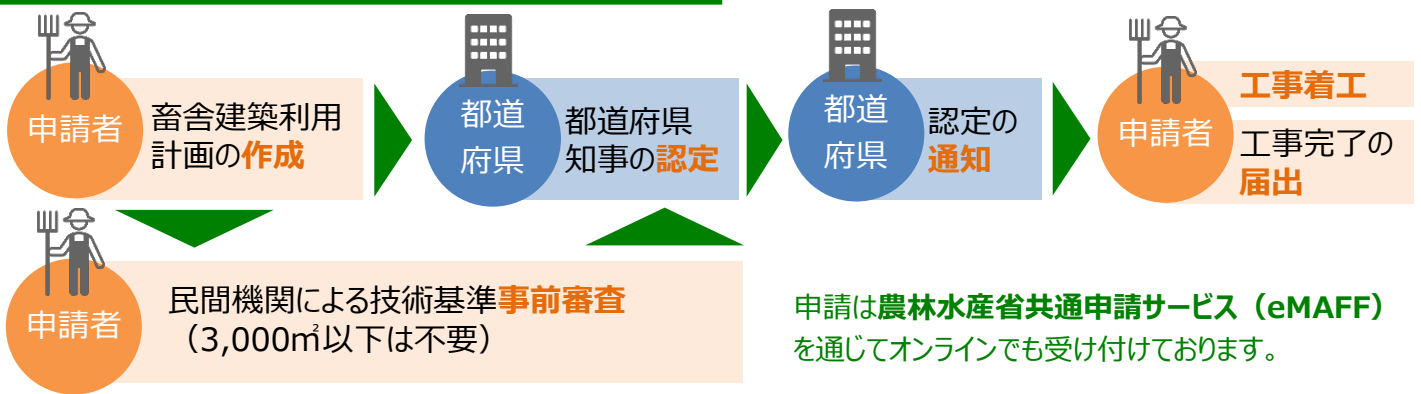 申請者
畜舎建築利用
計画の作成
都道
府県
都道府県
知事の認定
都道
府県
認定の
通知
申請者
工事着工
工事完了の
届出
申請者
民間機関による技術基準事前審査
（3,000㎡以下は不要）
申請は農林水産省共通申請サービス（eMAFF）
を通じてオンラインでも受け付けております。